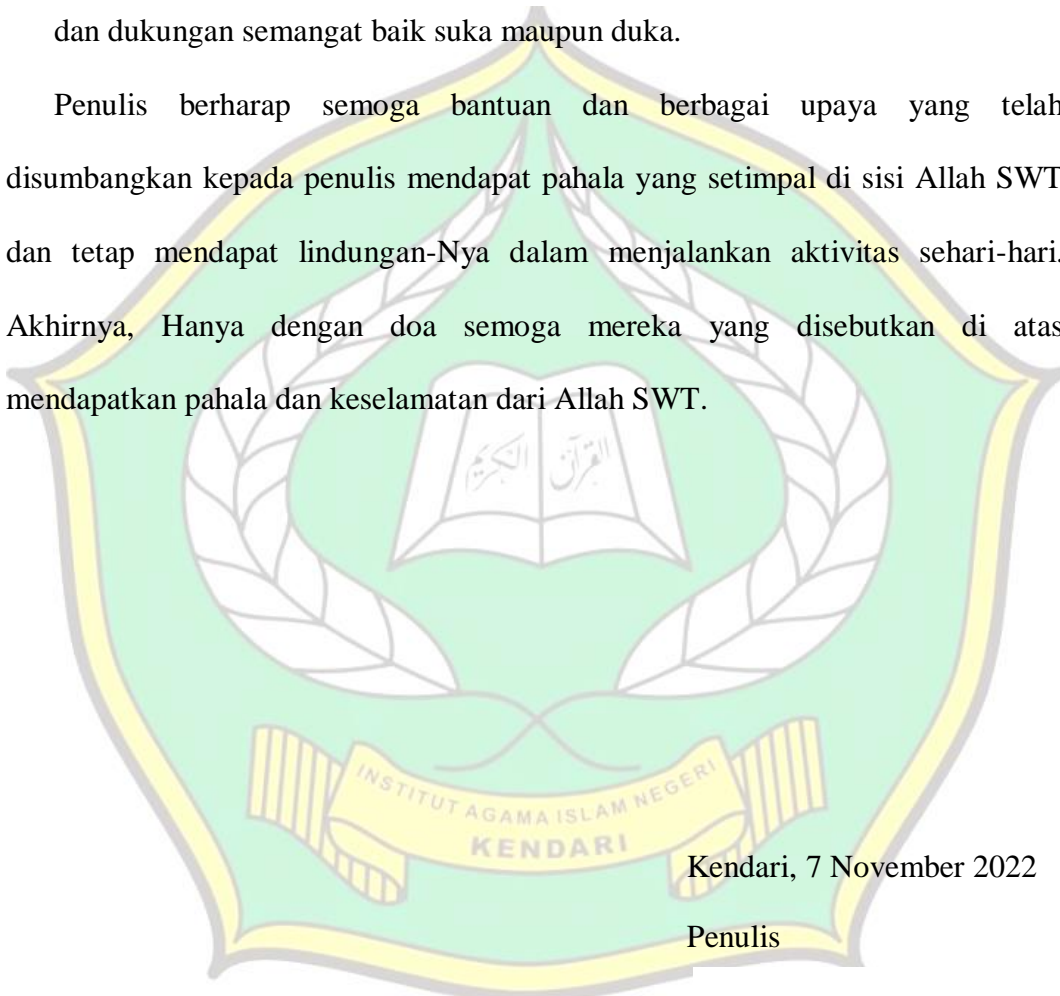 dan dukungan semangat baik suka maupun duka.
Penulis berharap semoga bantuan dan berbagai upaya yang telah
disumbangkan kepada penulis mendapat pahala yang setimpal di sisi Allah SWT
dan tetap mendapat lindungan-Nya dalam menjalankan aktivitas sehari-hari.
Akhirnya, Hanya dengan doa semoga mereka yang disebutkan di atas
mendapatkan pahala dan keselamatan dari Allah SWT.
القرآن الكريم
INSTITUT AGAMA ISLAM NEGERI
KENDARI
Kendari, 7 November 2022
Penulis